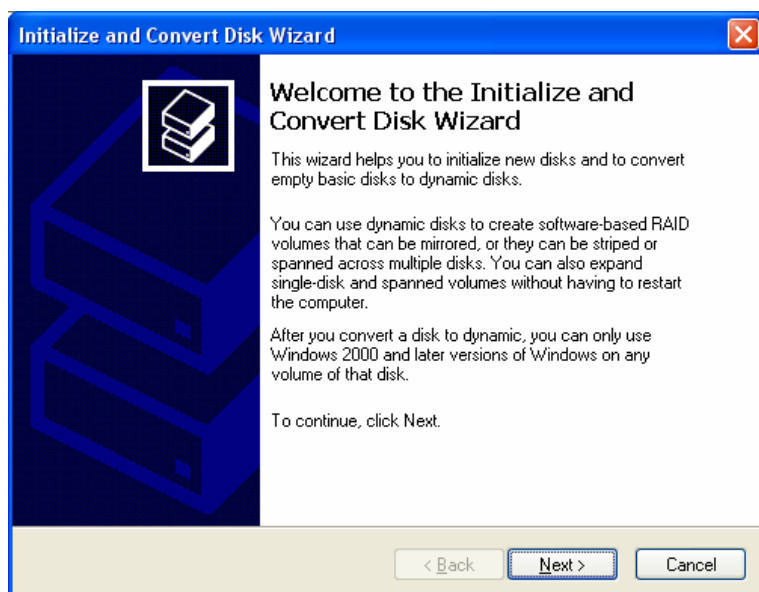 Initialize and Convert Disk Wizard
Welcome to the Initialize and
Convert Disk Wizard
This wizard helps you to initialize new disks and to convert
empty basic disks to dynamic disks.
You can use dynamic disks to create software-based RAID
volumes that can be mirrored, or they can be striped or
spanned across multiple disks. You can also expand
single-disk and spanned volumes without having to restart
the computer.
After you convert a disk to dynamic, you can only use
Windows 2000 and later versions of Windows on any
volume of that disk.
To continue, click Next.
< Back Next > Cancel